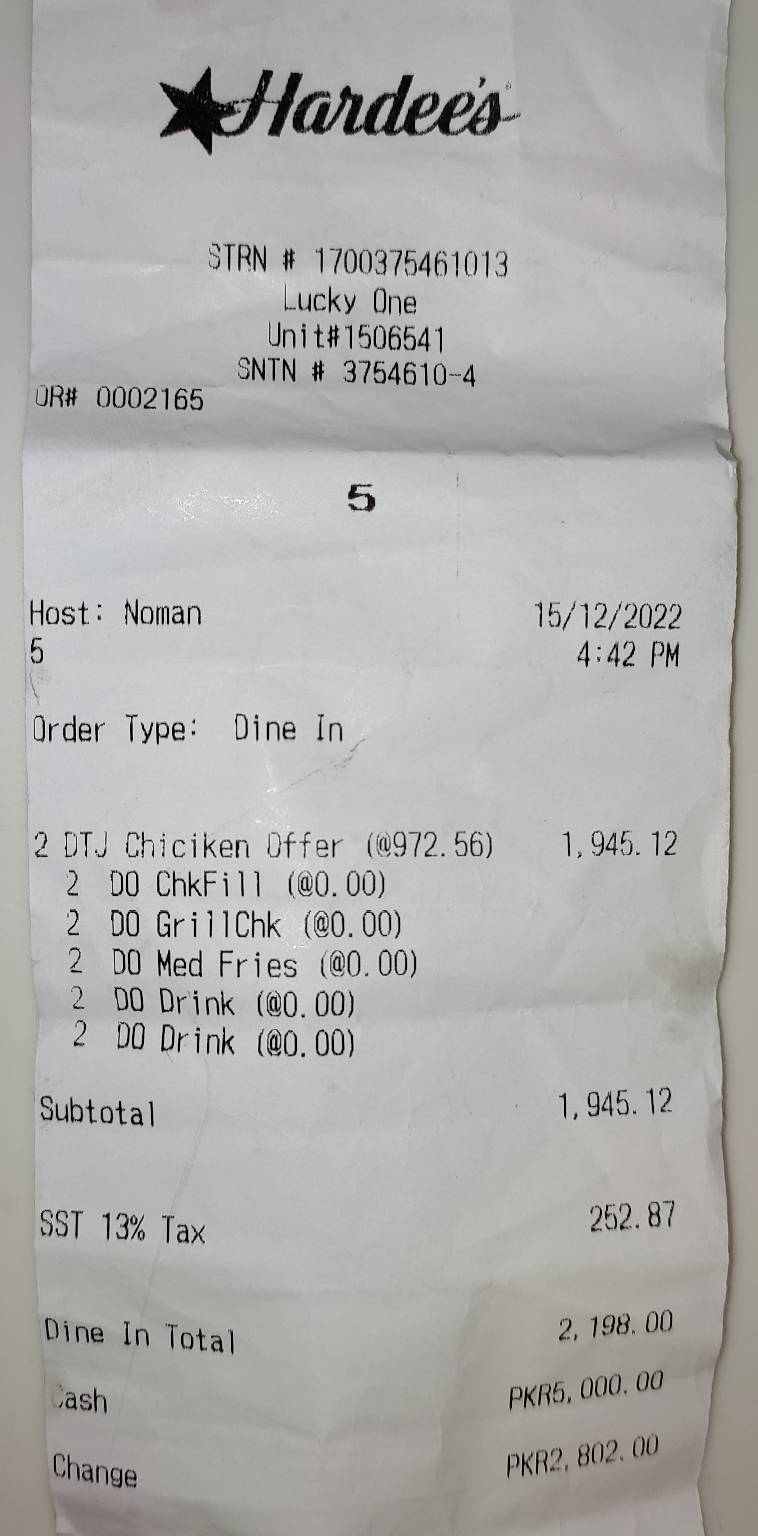 Hardee's
STRN # 1700375461013
Lucky One
Unit#1506541
SNTN # 3754610-4
OR# 0002165
5
Host: Noman 15/12/2022
5 4:42 PM
Order Type: Dine In
2 DTJ Chiciken Offer (@972.56) 1,945.12
2 DO ChkFill (@0.00)
2 DO GrillChk (@0.00)
2 DO Med Fries (@0.00)
2 DO Drink (@0.00)
2 DO Drink (@0.00)
Subtotal 1,945.12
SST 13% Tax 252.87
Dine In Total 2,198.00
Cash PKR5,000.00
Change PKR2,802.00